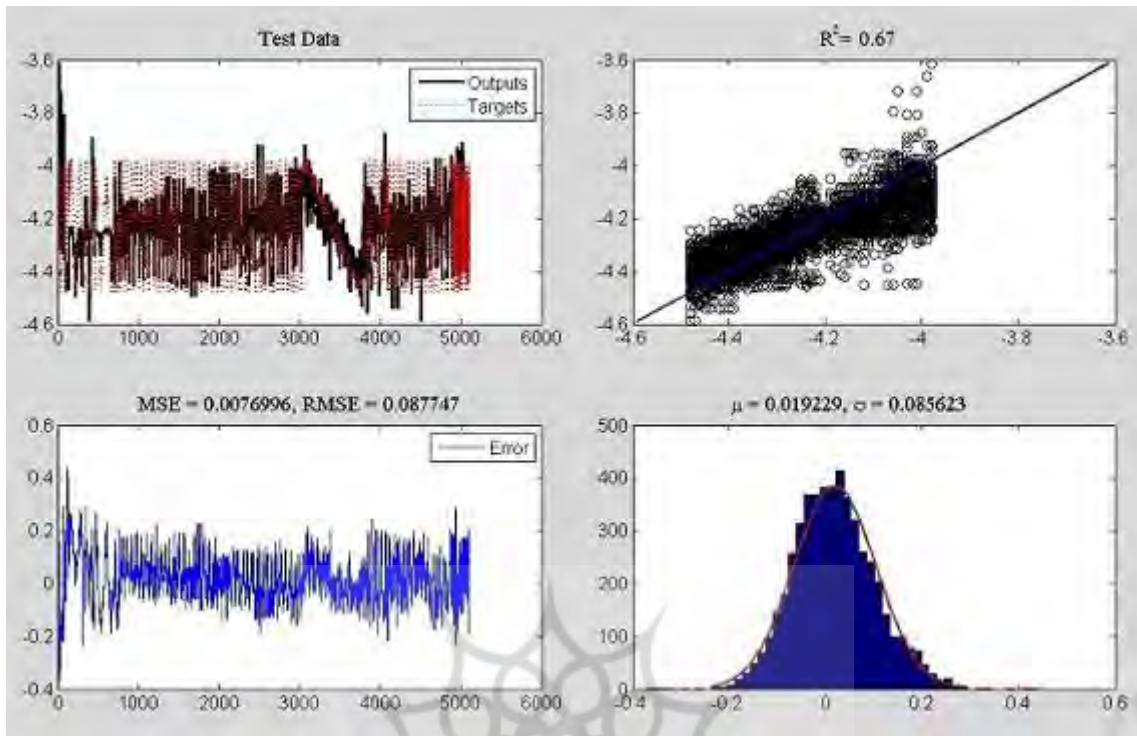 Test Data
-3.6
-3.8
-4
-4.2
-4.4
-4.6
0 1000 2000 3000 4000 5000 6000
Outputs
Targets
R²= 0.67
-3.6
-3.8
-4
-4.2
-4.4
-4.6
-4.6 -4.4 -4.2 -4 -3.8 -3.6
MSE = 0.0076996, RMSE = 0.087747
0.6
0.4
0.2
0
-0.2
-0.4
0 1000 2000 3000 4000 5000 6000
Error
μ = 0.019229, σ = 0.085623
500
400
300
200
100
0
-0.4 -0.2 0 0.2 0.4 0.6